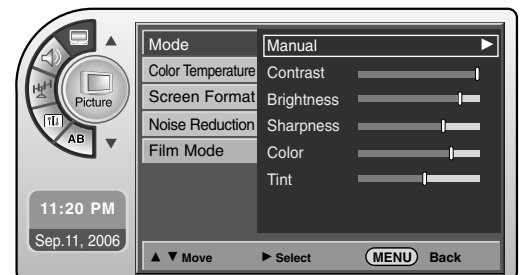 Picture
AB
11:20 PM
Sep.11, 2006
Mode
Color Temperature
Screen Format
Noise Reduction
Film Mode
Manual
Contrast
Brightness
Sharpness
Color
Tint
▲ ▼ Move ► Select MENU Back